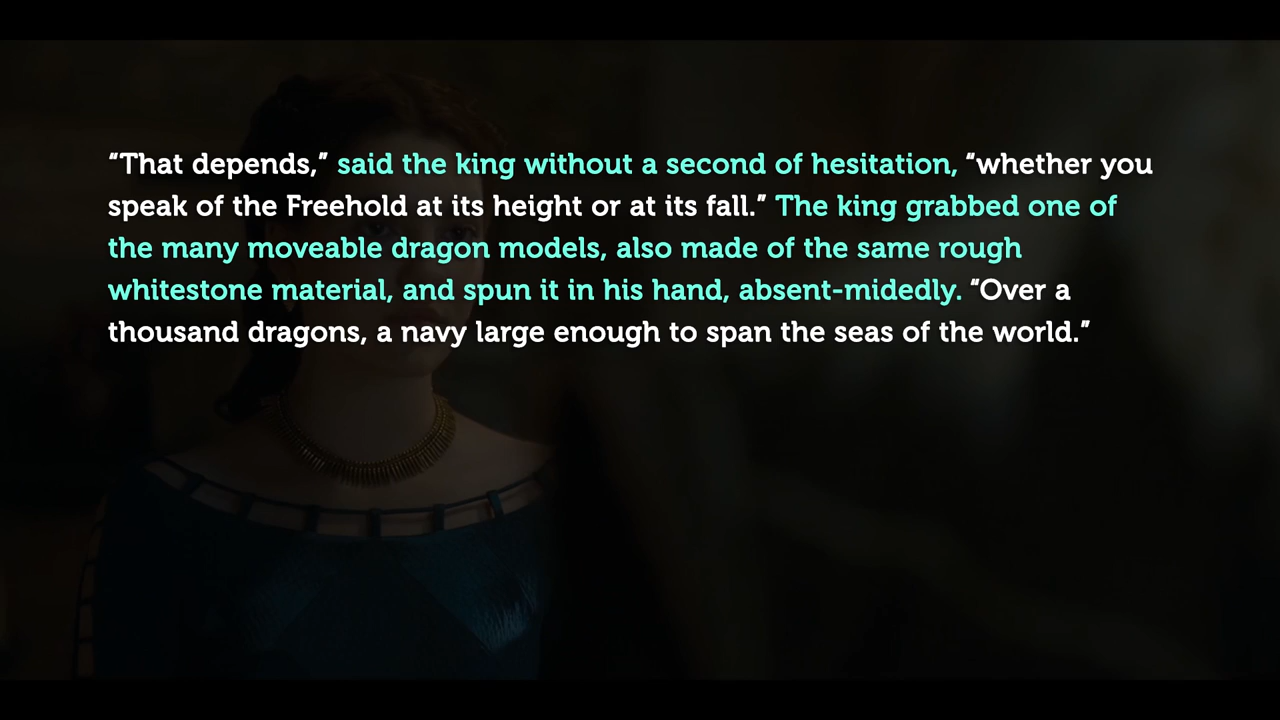 “That depends,” said the king without a second of hesitation, “whether you
speak of the Freehold at its height or at its fall.” The king grabbed one of
the many moveable dragon models, also made of the same rough
whitestone material, and spun it in his hand, absent-midedly. “Over a
thousand dragons, a navy large enough to span the seas of the world.”